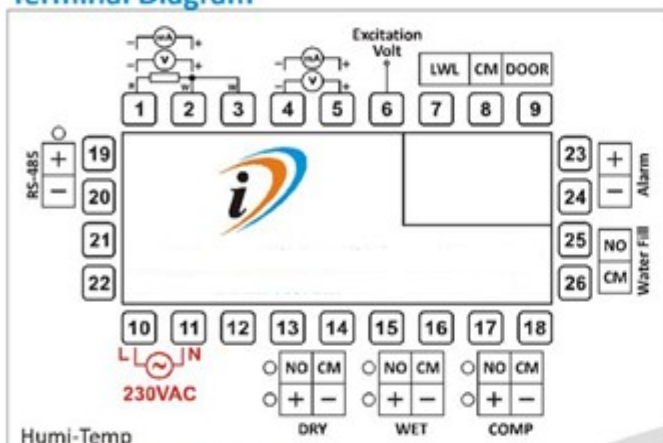 Terminal Diagram
Excitation
Volt
mA
mA
- V +
- V +
R W W
LWL CM DOOR
1 2 3 4 5 6 7 8 9
RS-485
+ 19
- 20
21
22
23 +
24 -
Alarm
25 NO
26 CM
Water Fill
10 11 12 13 14 15 16 17 18
L N
230VAC
NO CM NO CM NO CM
+ - + - + -
DRY WET COMP
Humi-Temp